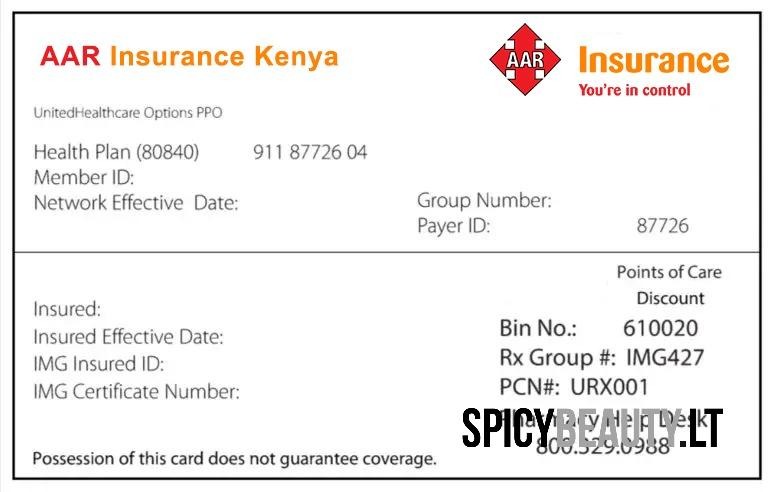 AAR Insurance Kenya
AAR
Insurance
You're in control
UnitedHealthcare Options PPO
Health Plan (80840) 911 87726 04
Member ID:
Network Effective Date:
Group Number:
Payer ID: 87726
Points of Care
Discount
Insured:
Insured Effective Date:
IMG Insured ID:
IMG Certificate Number:
Bin No.: 610020
Rx Group #: IMG427
PCN#: URX001
Pharmacy Help Desk
800.329.0988
SPICYBEAUTY.LT
Possession of this card does not guarantee coverage.